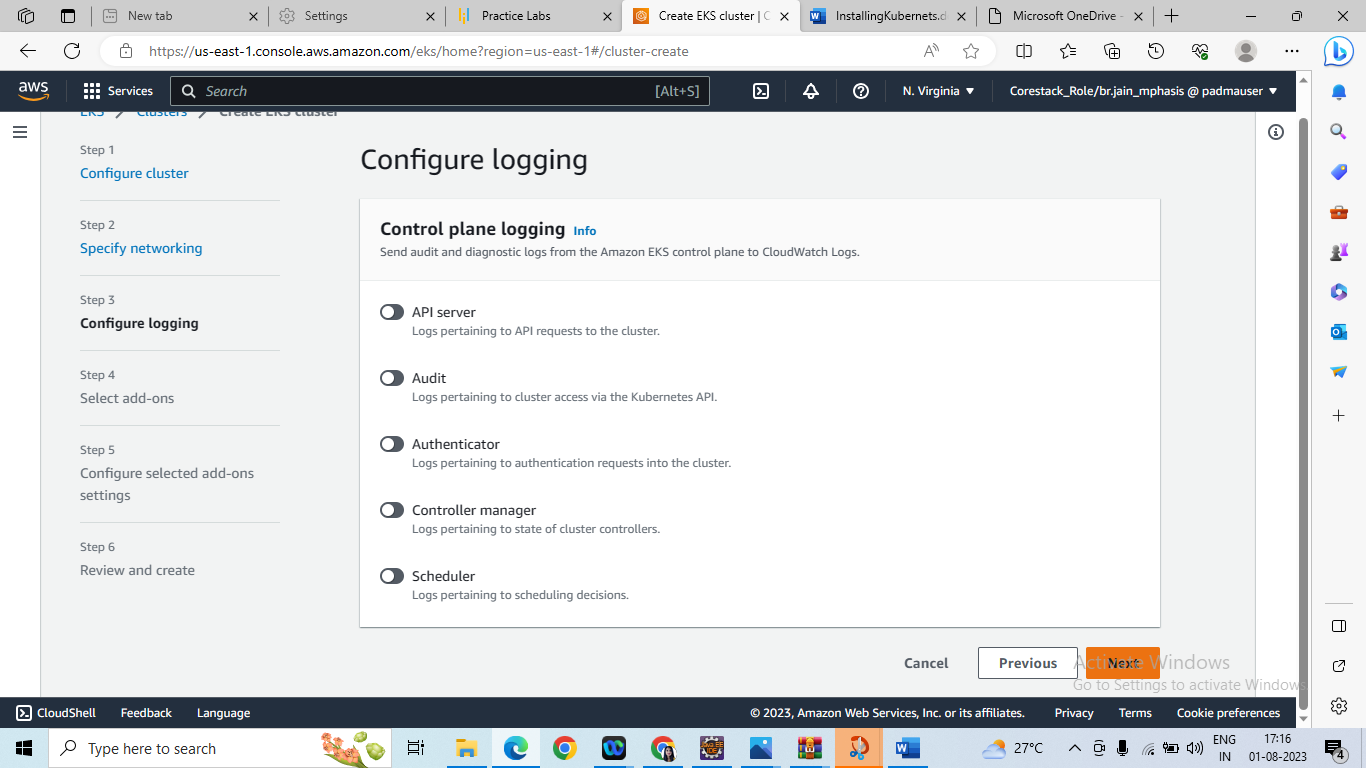 New tab
Settings
Practice Labs
Create EKS cluster | C
InstallingKubernets.d
Microsoft OneDrive -
https://us-east-1.console.aws.amazon.com/eks/home?region=us-east-1#/cluster-create
aws
Services
Search
[Alt+S]
N. Virginia
Corestack_Role/br.jain_mphasis @ padmauser
EKS
Clusters
Create EKS cluster
Step 1
Configure cluster
Step 2
Specify networking
Step 3
Configure logging
Step 4
Select add-ons
Step 5
Configure selected add-ons
settings
Step 6
Review and create
Configure logging
Control plane logging Info
Send audit and diagnostic logs from the Amazon EKS control plane to CloudWatch Logs.
API server
Logs pertaining to API requests to the cluster.
Audit
Logs pertaining to cluster access via the Kubernetes API.
Authenticator
Logs pertaining to authentication requests into the cluster.
Controller manager
Logs pertaining to state of cluster controllers.
Scheduler
Logs pertaining to scheduling decisions.
Cancel
Previous
Next
Activate Windows
Go to Settings to activate Windows.
CloudShell
Feedback
Language
© 2023, Amazon Web Services, Inc. or its affiliates.
Privacy
Terms
Cookie preferences
Type here to search
27°C
ENG
IN
17:16
01-08-2023
4